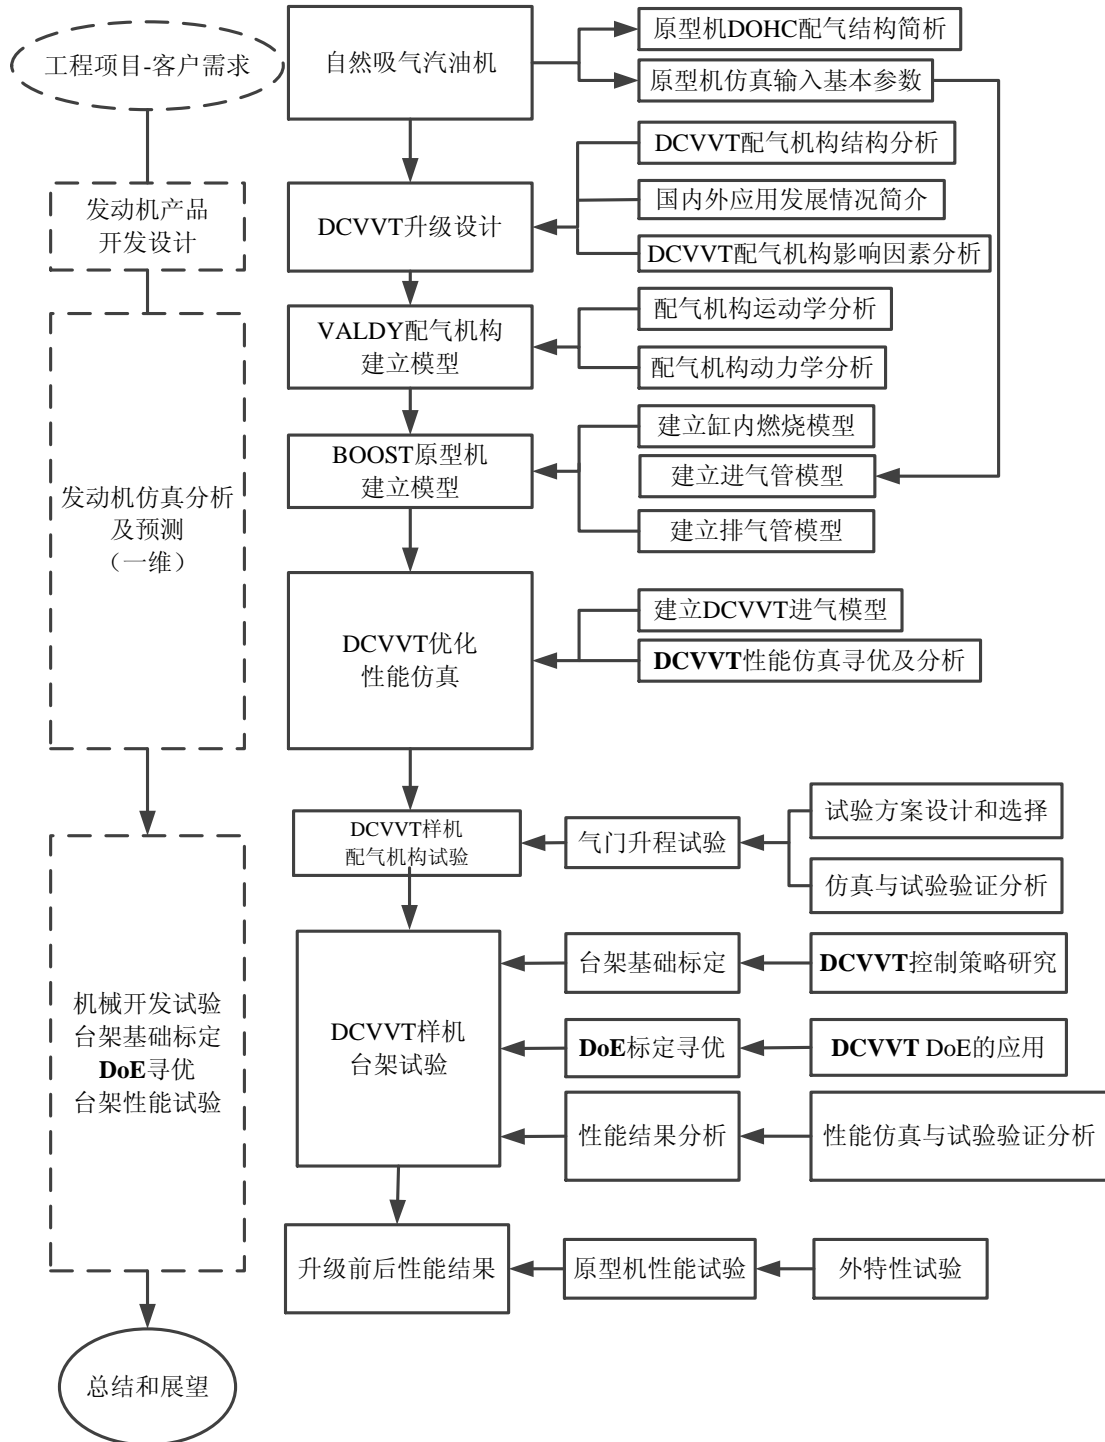 工程项目-客户需求
自然吸气汽油机
原型机DOHC配气结构简析
原型机仿真输入基本参数
发动机产品
开发设计
DCVVT升级设计
DCVVT配气机构结构分析
国内外应用发展情况简介
DCVVT配气机构影响因素分析
发动机仿真分析
及预测
（一维）
VALDY配气机构
建立模型
配气机构运动学分析
配气机构动力学分析
BOOST原型机
建立模型
建立缸内燃烧模型
建立进气管模型
建立排气管模型
DCVVT优化
性能仿真
建立DCVVT进气模型
DCVVT性能仿真寻优及分析
机械开发试验
台架基础标定
DoE寻优
台架性能试验
DCVVT样机
配气机构试验
气门升程试验
试验方案设计和选择
仿真与试验验证分析
DCVVT样机
台架试验
台架基础标定
DCVVT控制策略研究
DoE标定寻优
DCVVT DoE的应用
性能结果分析
性能仿真与试验验证分析
升级前后性能结果
原型机性能试验
外特性试验
总结和展望